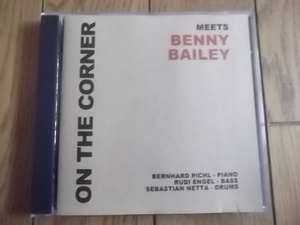 ON THE CORNER
MEETS
BENNY
BAILEY
BERNHARD PICHL - PIANO
RUDI ENGEL - BASS
SEBASTIAN NETTA - DRUMS